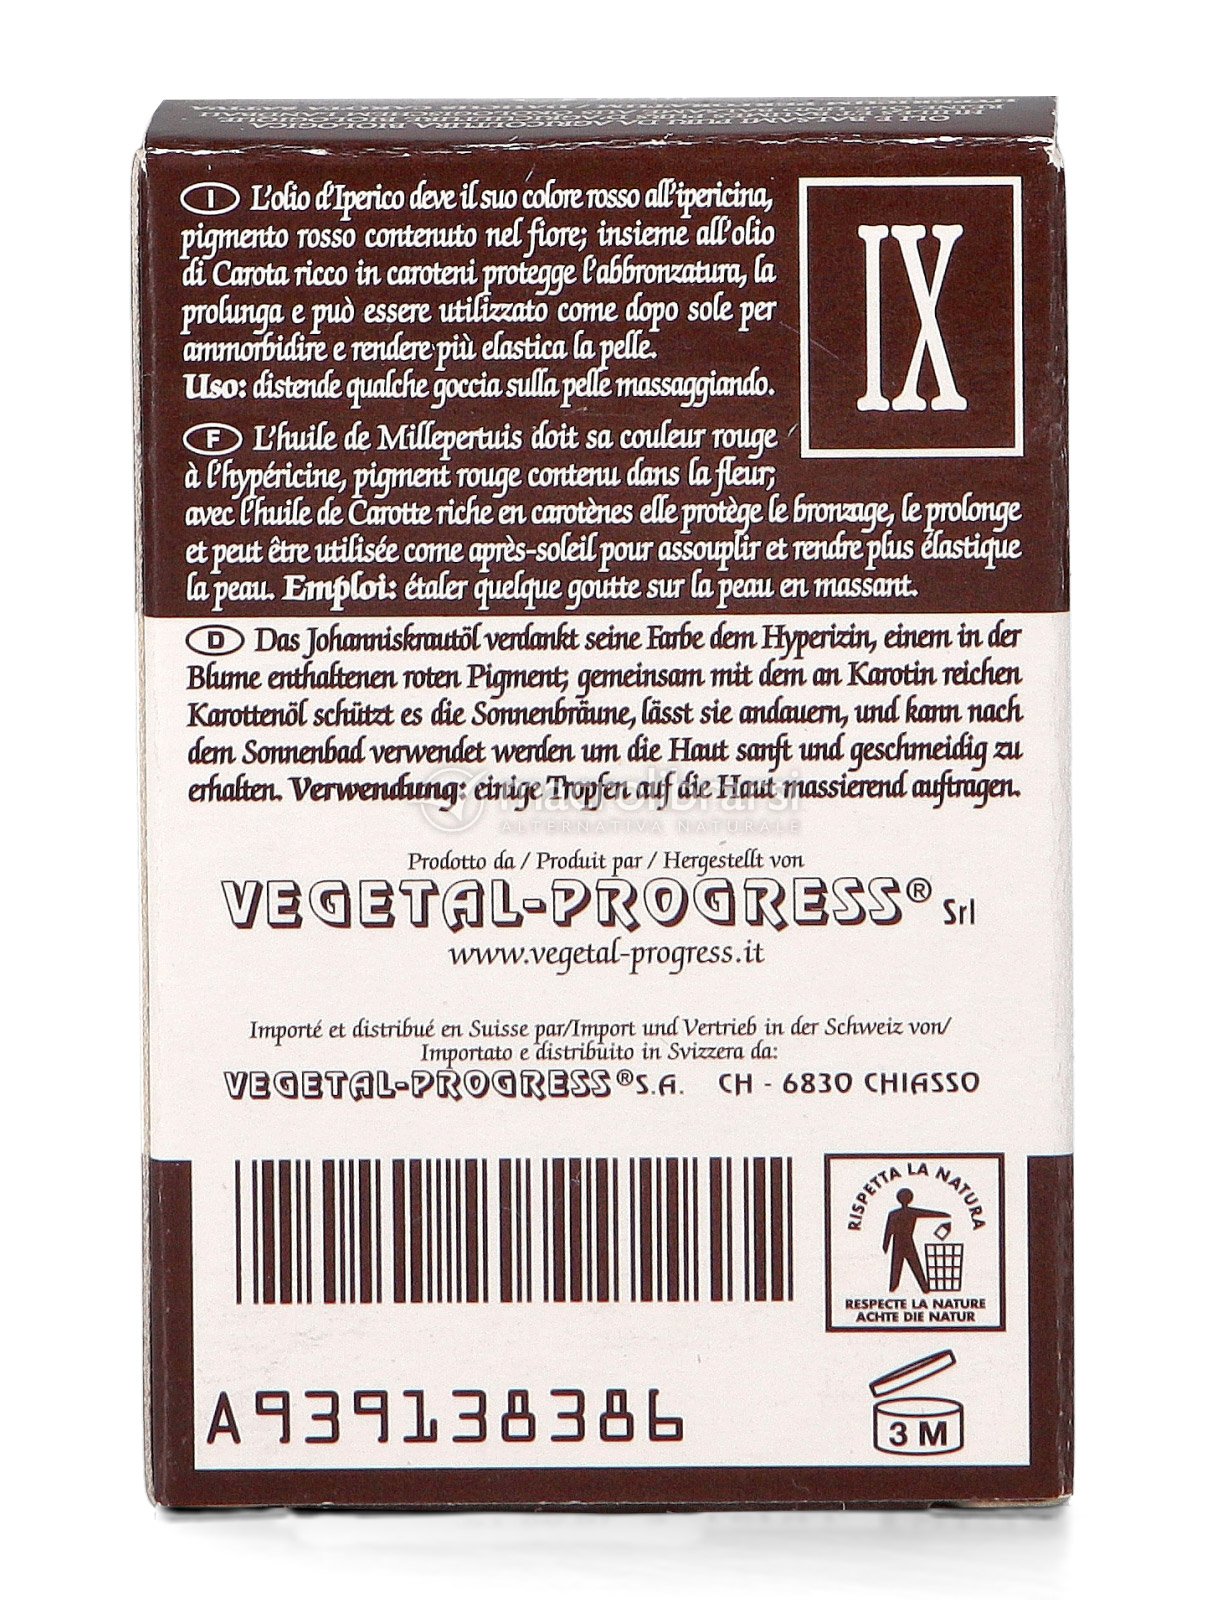 I L'olio d'Iperico deve il suo colore rosso all'ipericina,
pigmento rosso contenuto nel fiore; insieme all'olio
di Carota ricco in caroteni protegge l'abbronzatura, la
prolunga e può essere utilizzato come dopo sole per
ammorbidire e rendere più elastica la pelle.
Uso: distende qualche goccia sulla pelle massaggiando.
IX
F L'huile de Millepertuis doit sa couleur rouge
à l'hypéricine, pigment rouge contenu dans la fleur;
avec l'huile de Carotte riche en carotènes elle protège le bronzage, le prolonge
et peut être utilisée come après-soleil pour assouplir et rendre plus élastique
la peau. Emploi: étaler quelque goutte sur la peau en massant.
D Das Johanniskrautöl verdankt seine Farbe dem Hyperizin, einem in der
Blume enthaltenen roten Pigment; gemeinsam mit dem an Karotin reichen
Karottenöl schützt es die Sonnenbräune, lässt sie andauern, und kann nach
dem Sonnenbad verwendet werden um die Haut sanft und geschmeidig zu
erhalten. Verwendung: einige Tropfen auf die Haut massierend auftragen.
macrolibrarsi
ALTERNATIVA NATURALE
Prodotto da / Produit par / Hergestellt von
VEGETAL-PROGRESS® Srl
www.vegetal-progress.it
Importé et distribué en Suisse par/Import und Vertrieb in der Schweiz von/
Importato e distribuito in Svizzera da:
VEGETAL-PROGRESS® S.A. CH - 6830 CHIASSO
RISPETTA LA NATURA
RESPECTE LA NATURE
ACHTE DIE NATUR
A939138386
3 M